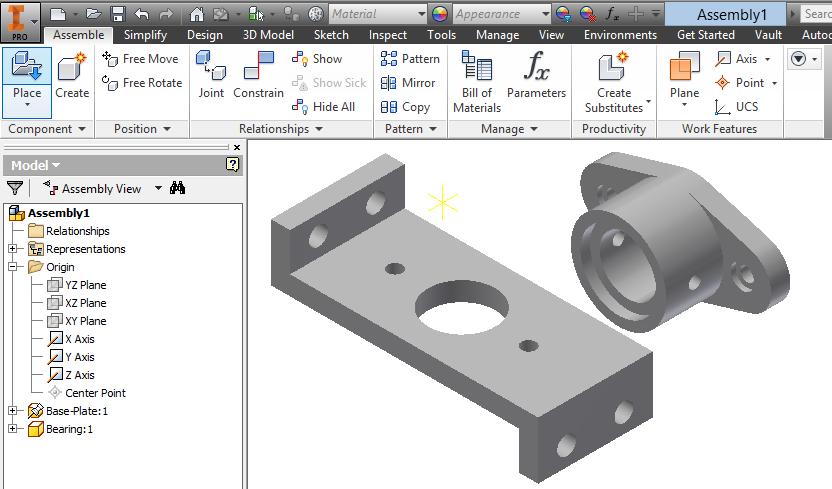 Material Appearance fx Assembly1 Searc
PRO Assemble Simplify Design 3D Model Sketch Inspect Tools Manage View Environments Get Started Vault Autoc
Place Create Free Move Free Rotate Joint Constrain Show Show Sick Hide All Pattern Mirror Copy Bill of Materials fx Parameters Create Substitutes Plane Axis Point UCS
Component Position Relationships Pattern Manage Productivity Work Features
Model
Assembly View
Assembly1
Relationships
Representations
Origin
YZ Plane
XZ Plane
XY Plane
X Axis
Y Axis
Z Axis
Center Point
Base-Plate:1
Bearing:1